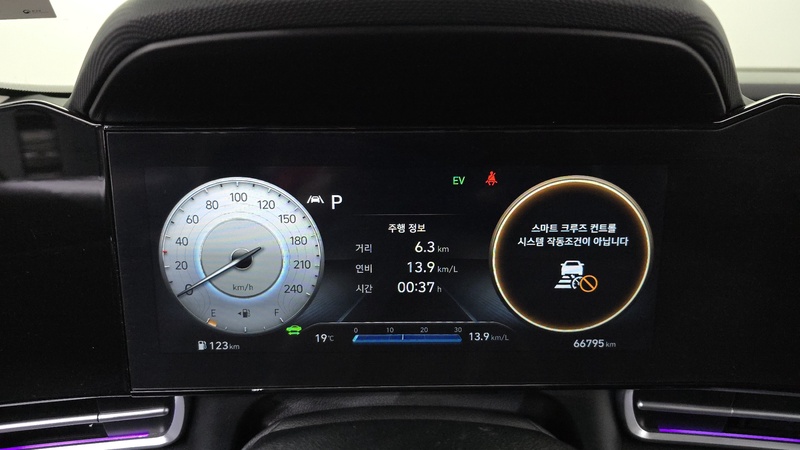 EV
P
0
20
40
60
80
100
120
150
180
210
240
km/h
E
F
주행 정보
거리 6.3 km
연비 13.9 km/L
시간 00:37 h
스마트 크루즈 컨트롤
시스템 작동조건이 아닙니다
0 10 20 30
123 km
19℃
13.9 km/L
66795 km